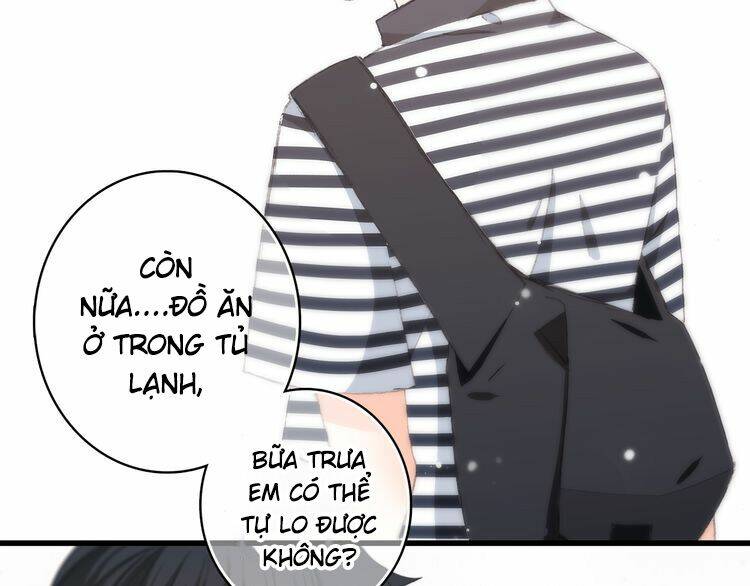 CÒN
NỮA....ĐỒ ĂN
Ở TRONG TỦ
LẠNH,
BỮA TRƯA
EM CÓ THỂ
TỰ LO ĐƯỢC
KHÔNG?